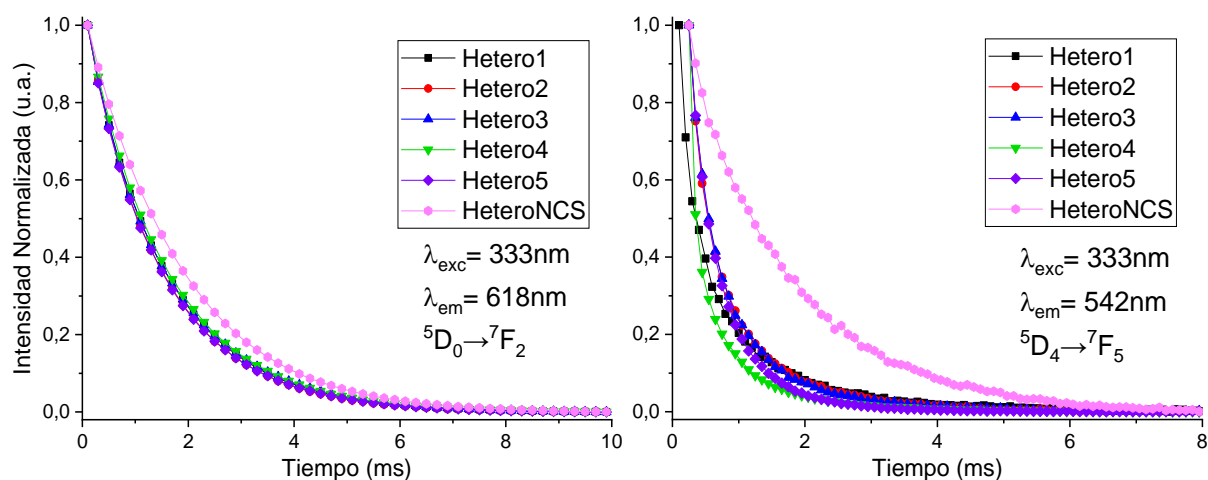 Intensidad Normalizada (u.a.)
1,0
0,8
0,6
0,4
0,2
0,0
0
2
4
6
8
10
Tiempo (ms)
Hetero1
Hetero2
Hetero3
Hetero4
Hetero5
HeteroNCS
λexc= 333nm
λem= 618nm
⁵D₀→⁷F₂
1,0
0,8
0,6
0,4
0,2
0,0
0
2
4
6
8
Tiempo (ms)
Hetero1
Hetero2
Hetero3
Hetero4
Hetero5
HeteroNCS
λexc= 333nm
λem= 542nm
⁵D₄→⁷F₅